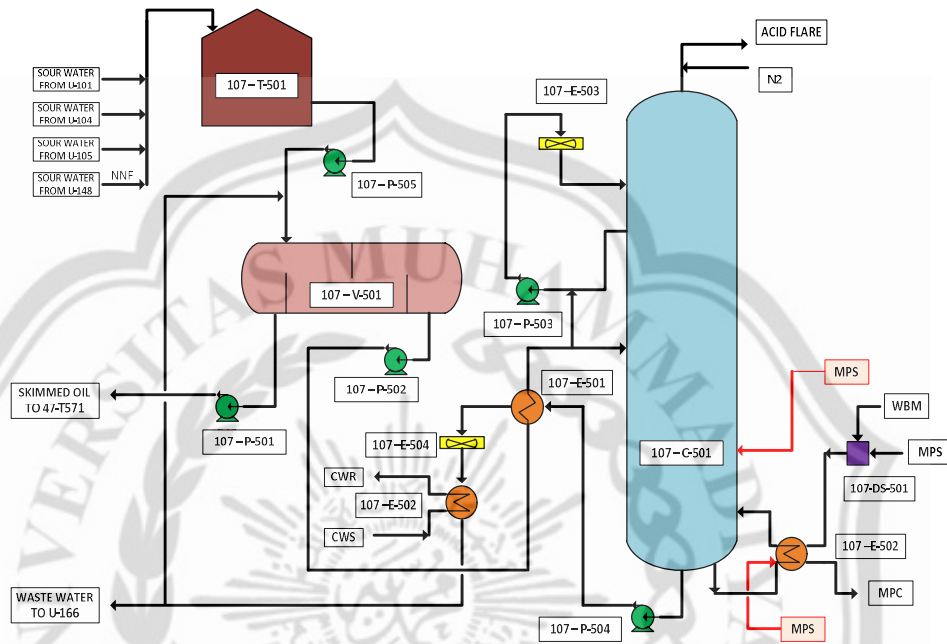 ACID FLARE
N2
SOUR WATER
FROM U-101
SOUR WATER
FROM U-104
SOUR WATER
FROM U-105
SOUR WATER
FROM U-148
NNF
107-T-501
107-P-505
107-E-503
107-V-501
107-P-503
107-P-502
107-E-501
SKIMMED OIL
TO 47-T571
107-P-501
107-E-504
CWR
107-E-502
CWS
107-C-501
MPS
WBM
MPS
107-DS-501
107-E-502
MPC
MPS
107-P-504
WASTE WATER
TO U-166
UNIVERSITAS MUHAMMADIY